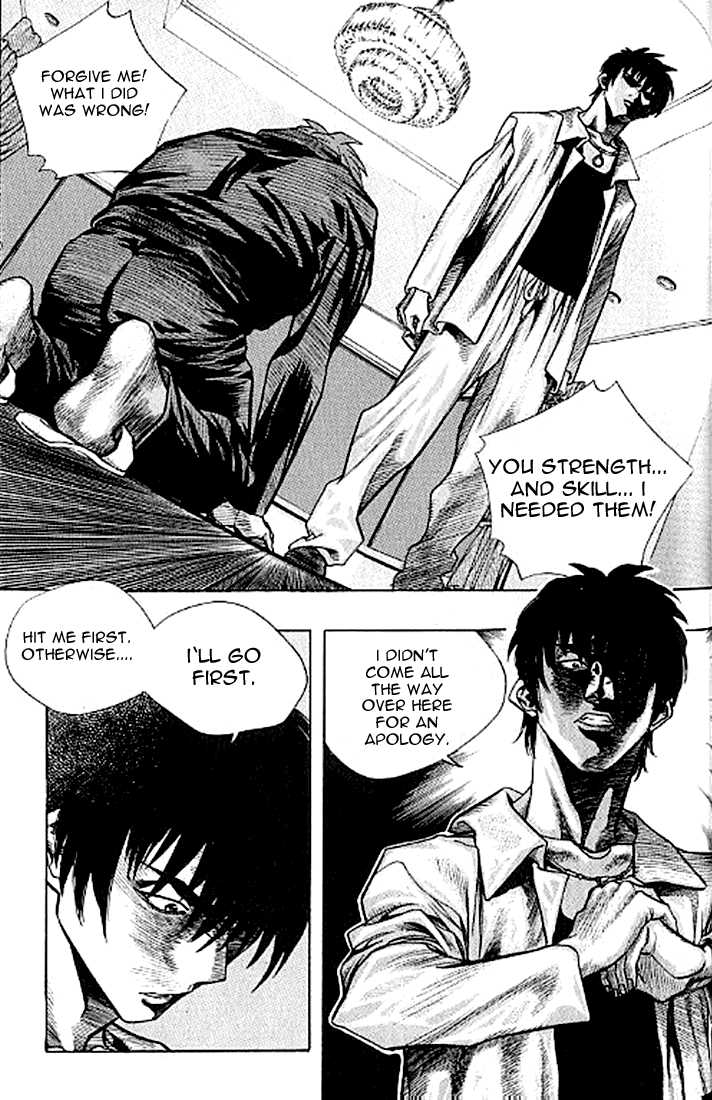 FORGIVE ME!
WHAT I DID
WAS WRONG!
YOU STRENGTH...
AND SKILL... I
NEEDED THEM!
HIT ME FIRST.
OTHERWISE....
I'LL GO
FIRST.
I DIDN'T
COME ALL
THE WAY
OVER HERE
FOR AN
APOLOGY.